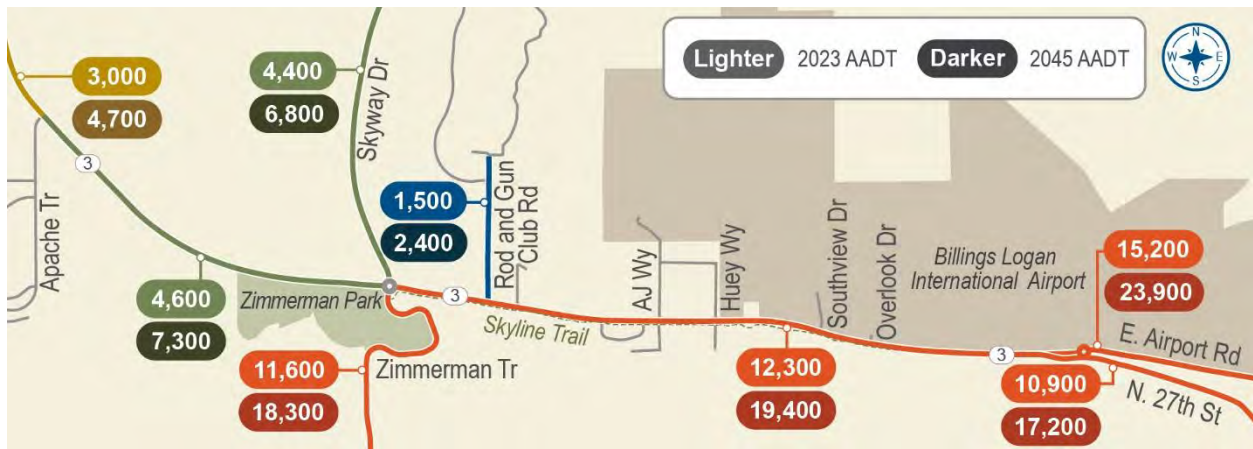 Lighter 2023 AADT Darker 2045 AADT
N
W E
S
3,000
4,700
3
Apache Tr
4,400
6,800
Skyway Dr
1,500
2,400
Rod and Gun
Club Rd
4,600
7,300
Zimmerman Park
3
Skyline Trail
11,600
18,300
Zimmerman Tr
AJ Wy
Huey Wy
12,300
19,400
Southview Dr
Overlook Dr
Billings Logan
International Airport
15,200
23,900
E. Airport Rd
3
10,900
17,200
N. 27th St